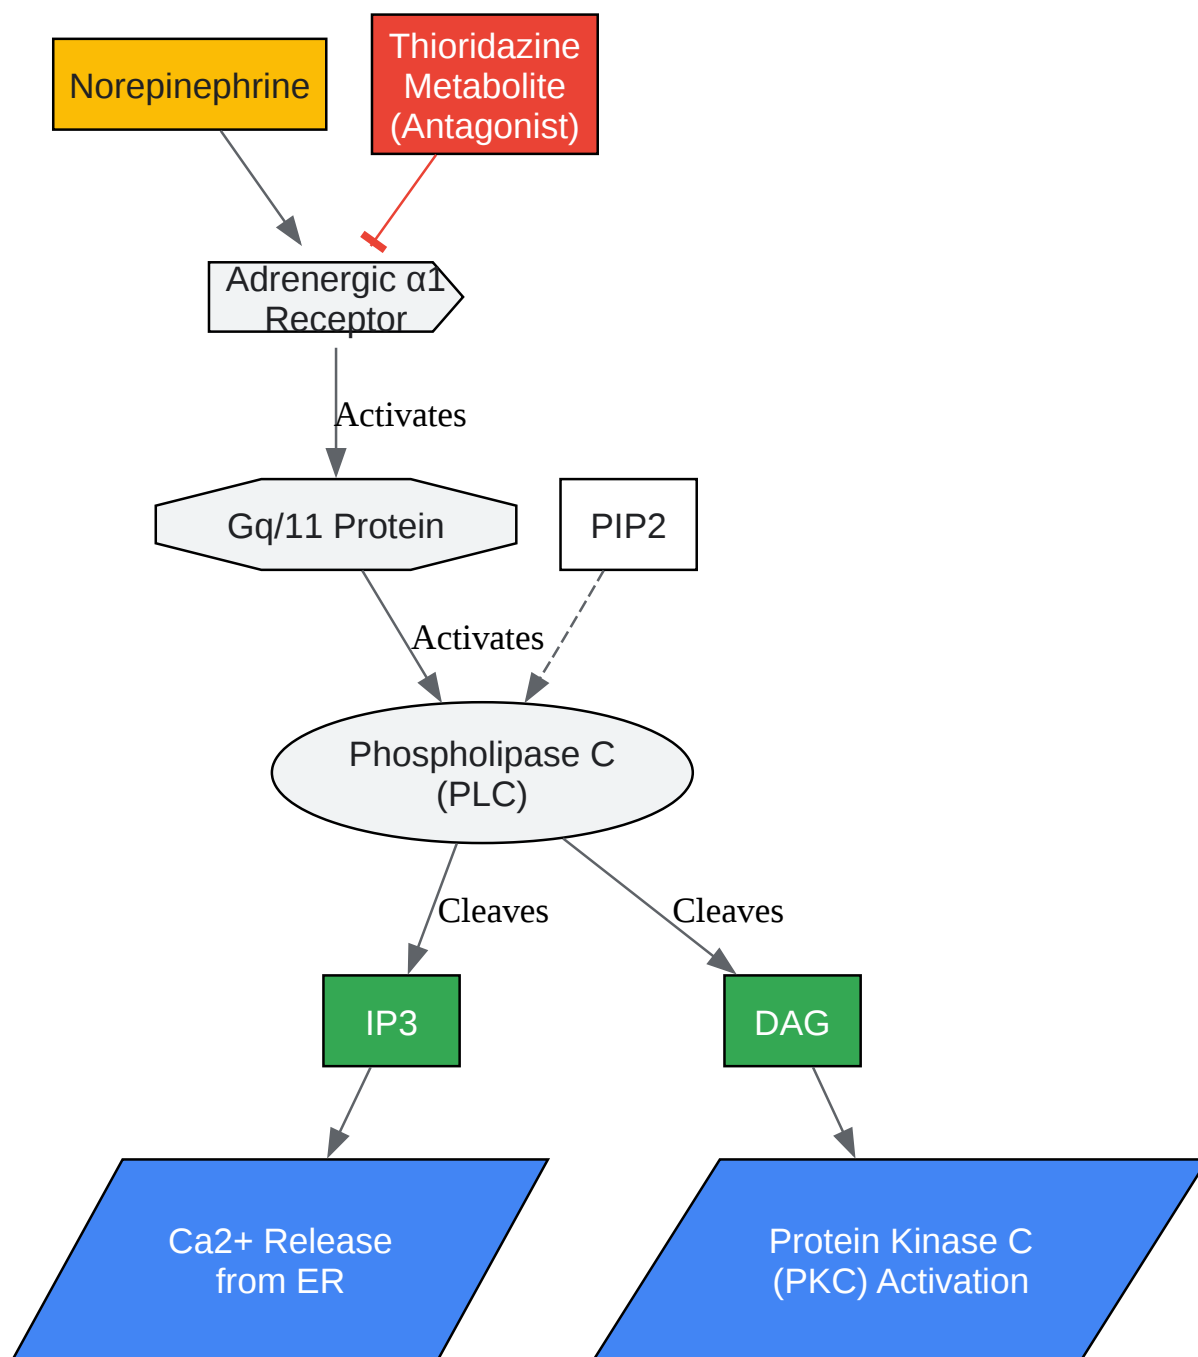 Norepinephrine
Thioridazine
Metabolite
(Antagonist)
Adrenergic α1
Receptor
Activates
Gq/11 Protein
PIP2
Activates
Phospholipase C
(PLC)
Cleaves
Cleaves
IP3
DAG
Ca2+ Release
from ER
Protein Kinase C
(PKC) Activation